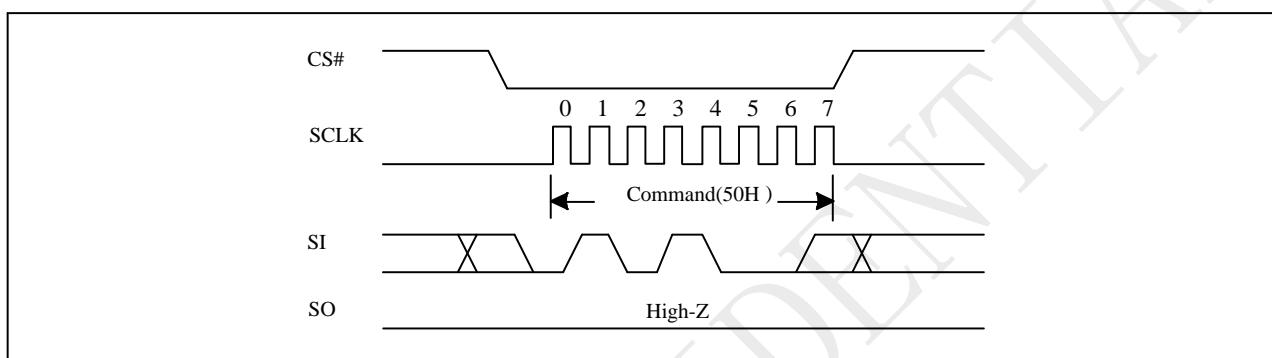 CS#
0 1 2 3 4 5 6 7
SCLK
Command(50H )
SI
SO
High-Z